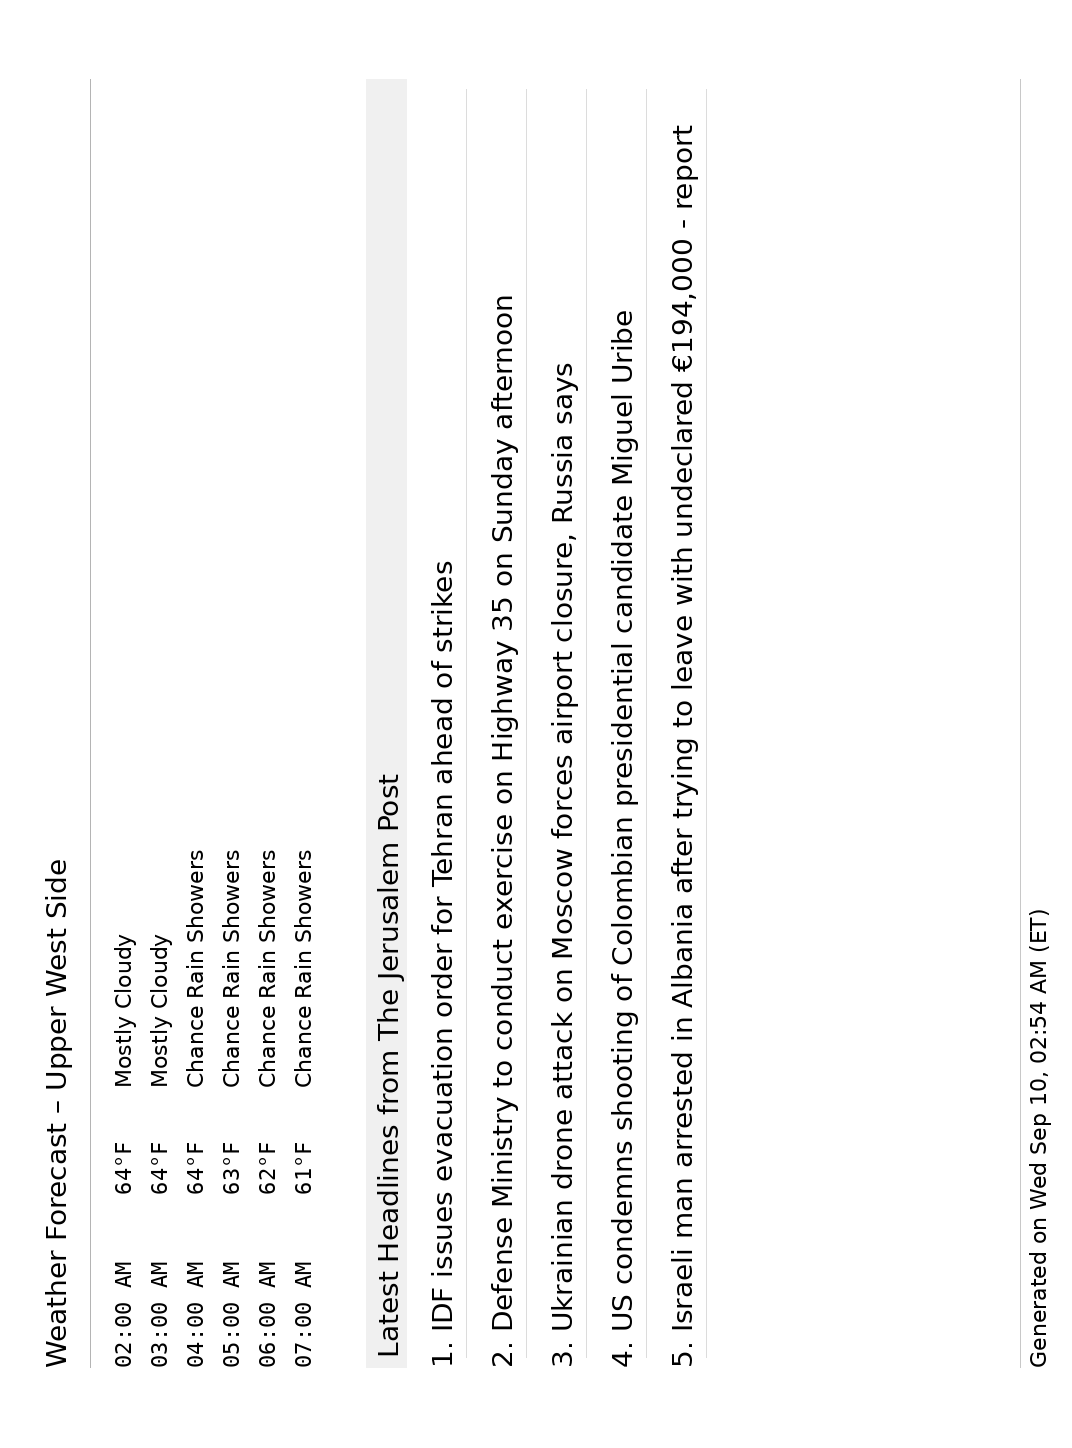 Weather Forecast – Upper West Side
02:00 AM 64°F Mostly Cloudy
03:00 AM 64°F Mostly Cloudy
04:00 AM 64°F Chance Rain Showers
05:00 AM 63°F Chance Rain Showers
06:00 AM 62°F Chance Rain Showers
07:00 AM 61°F Chance Rain Showers
Latest Headlines from The Jerusalem Post
1. IDF issues evacuation order for Tehran ahead of strikes
2. Defense Ministry to conduct exercise on Highway 35 on Sunday afternoon
3. Ukrainian drone attack on Moscow forces airport closure, Russia says
4. US condemns shooting of Colombian presidential candidate Miguel Uribe
5. Israeli man arrested in Albania after trying to leave with undeclared €194,000 - report
Generated on Wed Sep 10, 02:54 AM (ET)